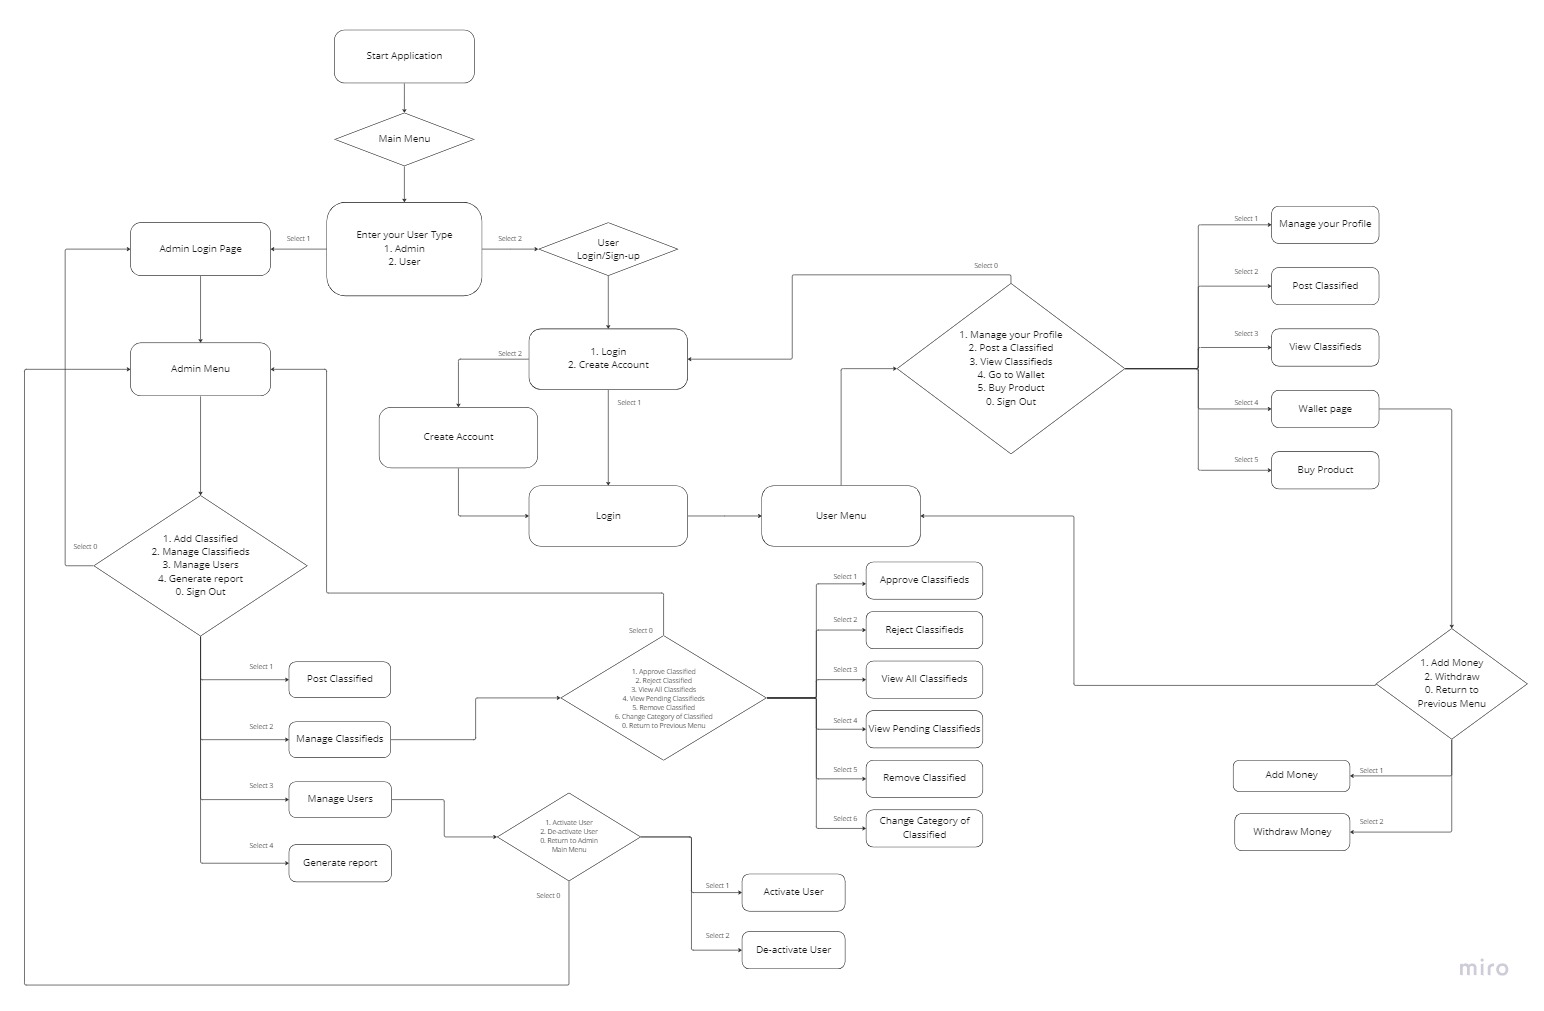 Start Application
Main Menu
Enter your User Type
1. Admin
2. User
Select 1
Admin Login Page
Select 2
User
Login/Sign-up
Admin Menu
1. Login
2. Create Account
Select 2
Select 1
Create Account
Login
User Menu
Select 0
1. Manage your Profile
2. Post a Classified
3. View Classifieds
4. Go to Wallet
5. Buy Product
0. Sign Out
Select 1
Manage your Profile
Select 2
Post Classified
Select 3
View Classifieds
Select 4
Wallet page
Select 5
Buy Product
Select 0
1. Add Classified
2. Manage Classifieds
3. Manage Users
4. Generate report
0. Sign Out
Select 1
Post Classified
Select 2
Manage Classifieds
Select 3
Manage Users
Select 4
Generate report
Select 0
1. Approve Classified
2. Reject Classified
3. View All Classifieds
4. View Pending Classifieds
5. Remove Classified
6. Change Category of Classified
0. Return to Previous Menu
Select 1
Approve Classifieds
Select 2
Reject Classifieds
Select 3
View All Classifieds
Select 4
View Pending Classifieds
Select 5
Remove Classified
Select 6
Change Category of
Classified
1. Activate User
2. De-activate User
0. Return to Admin
Main Menu
Select 0
Select 1
Activate User
Select 2
De-activate User
1. Add Money
2. Withdraw
0. Return to
Previous Menu
Select 1
Add Money
Select 2
Withdraw Money
miro